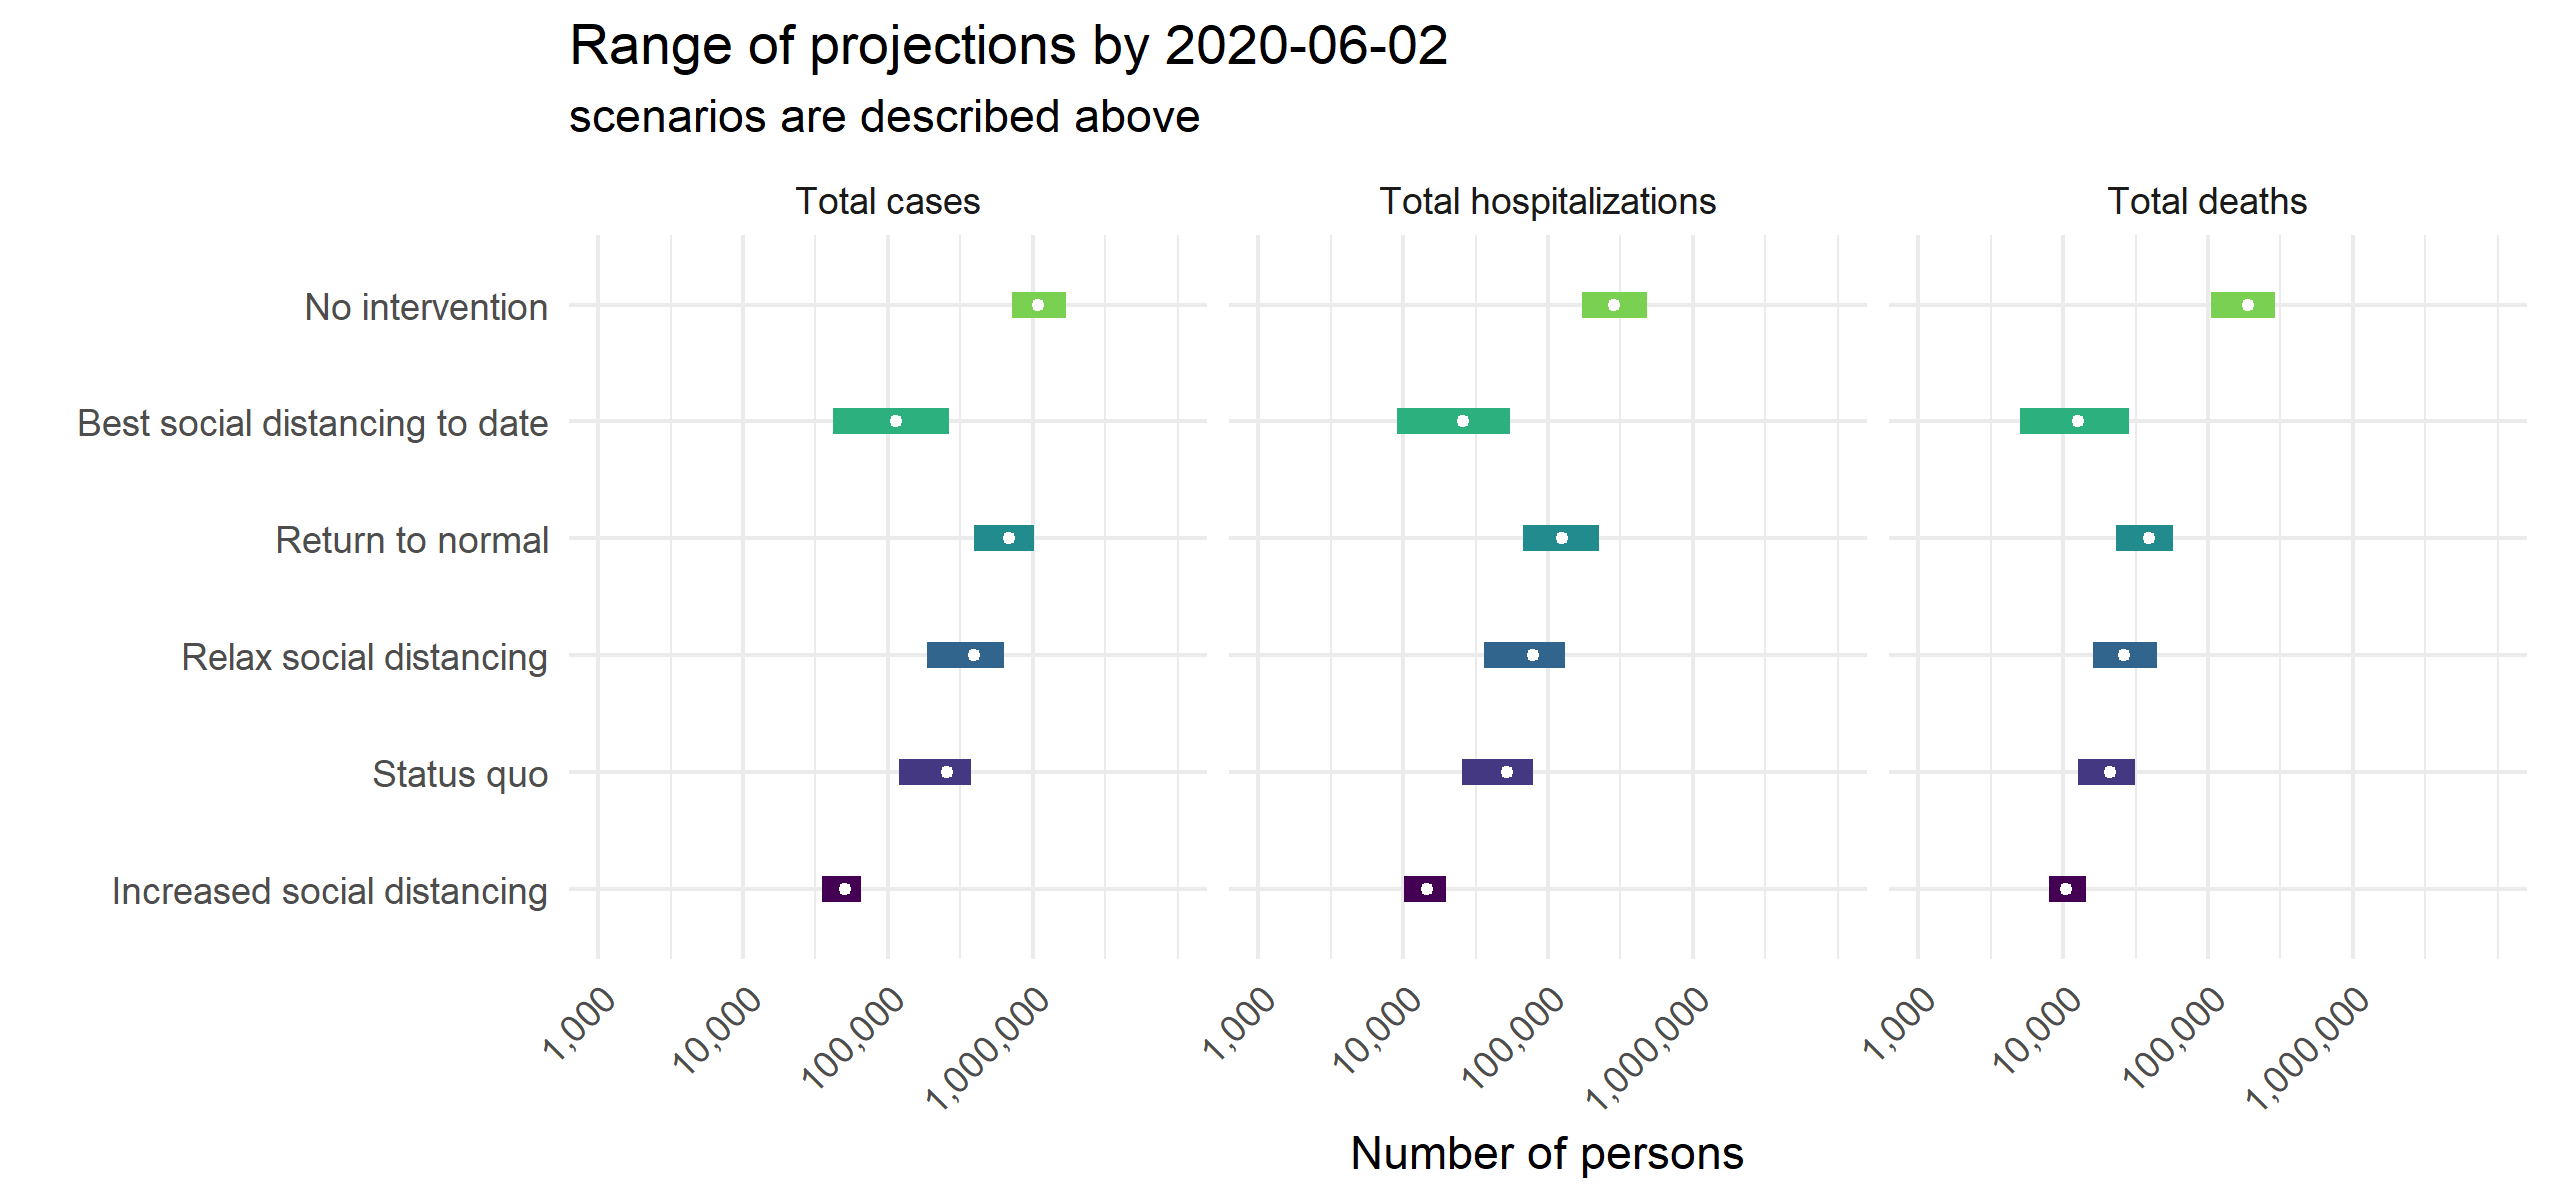 Range of projections by 2020-06-02
scenarios are described above
Total cases
Total hospitalizations
Total deaths
No intervention
Best social distancing to date
Return to normal
Relax social distancing
Status quo
Increased social distancing
1,000
10,000
100,000
1,000,000
1,000
10,000
100,000
1,000,000
1,000
10,000
100,000
1,000,000
Number of persons